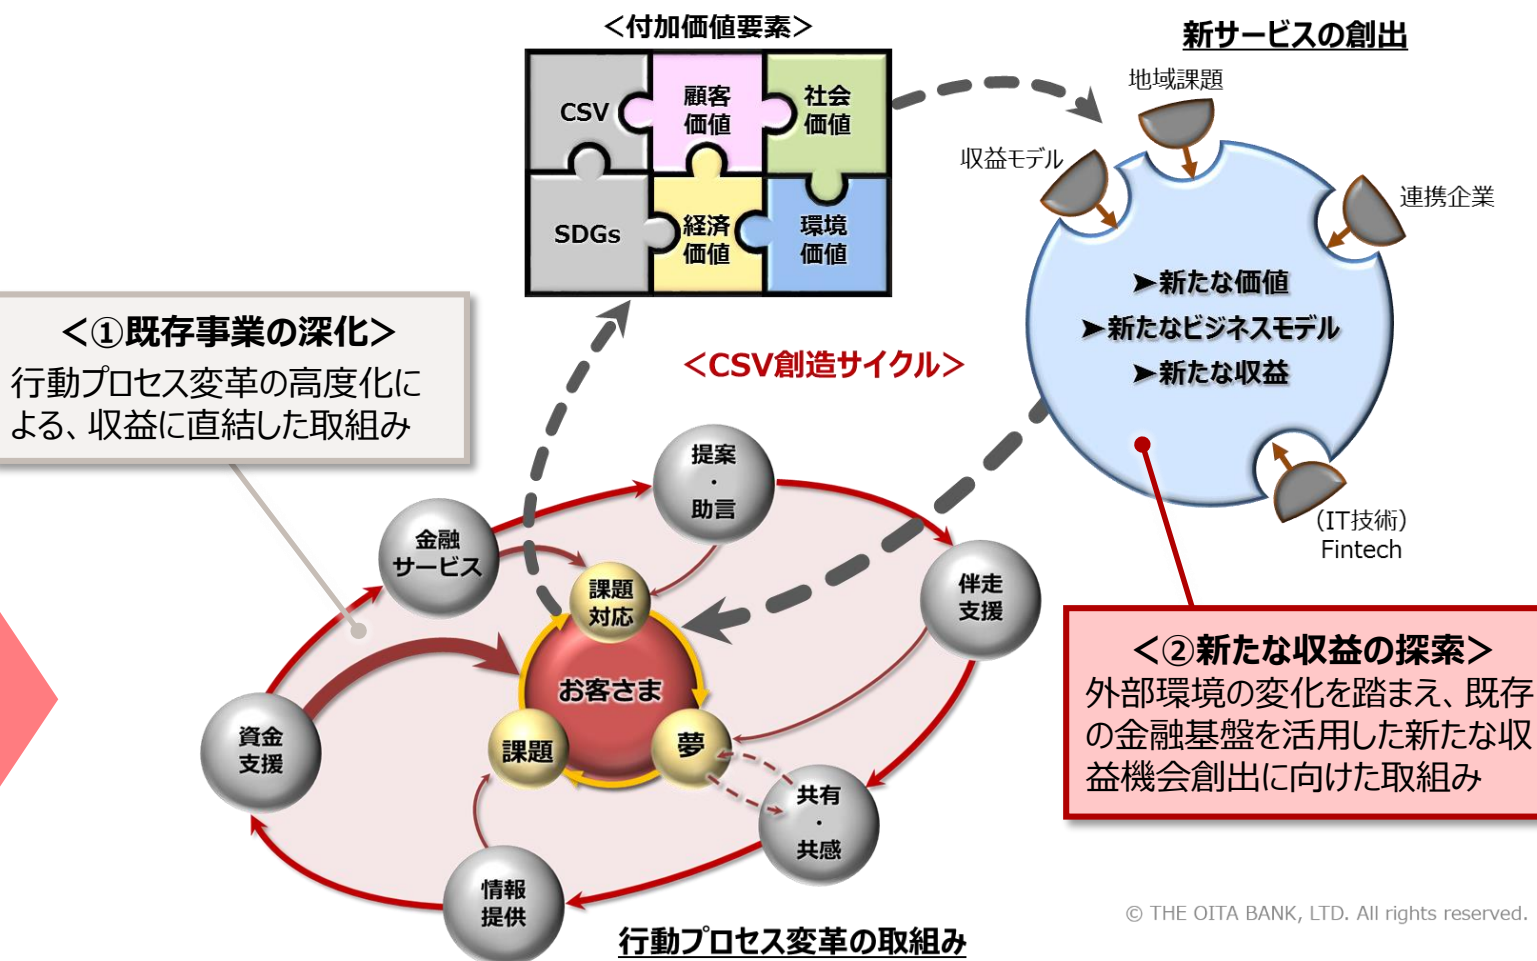 ＜付加価値要素＞
CSV
顧客
価値
社会
価値
SDGs
経済
価値
環境
価値
新サービスの創出
地域課題
収益モデル
連携企業
➤新たな価値
➤新たなビジネスモデル
➤新たな収益
(IT技術)
Fintech
＜①既存事業の深化＞
行動プロセス変革の高度化に
よる、収益に直結した取組み
＜CSV創造サイクル＞
提案
・
助言
金融
サービス
課題
対応
伴走
支援
お客さま
資金
支援
課題
夢
共有
・
共感
情報
提供
行動プロセス変革の取組み
＜②新たな収益の探索＞
外部環境の変化を踏まえ、既存
の金融基盤を活用した新たな収
益機会創出に向けた取組み
© THE OITA BANK, LTD. All rights reserved.